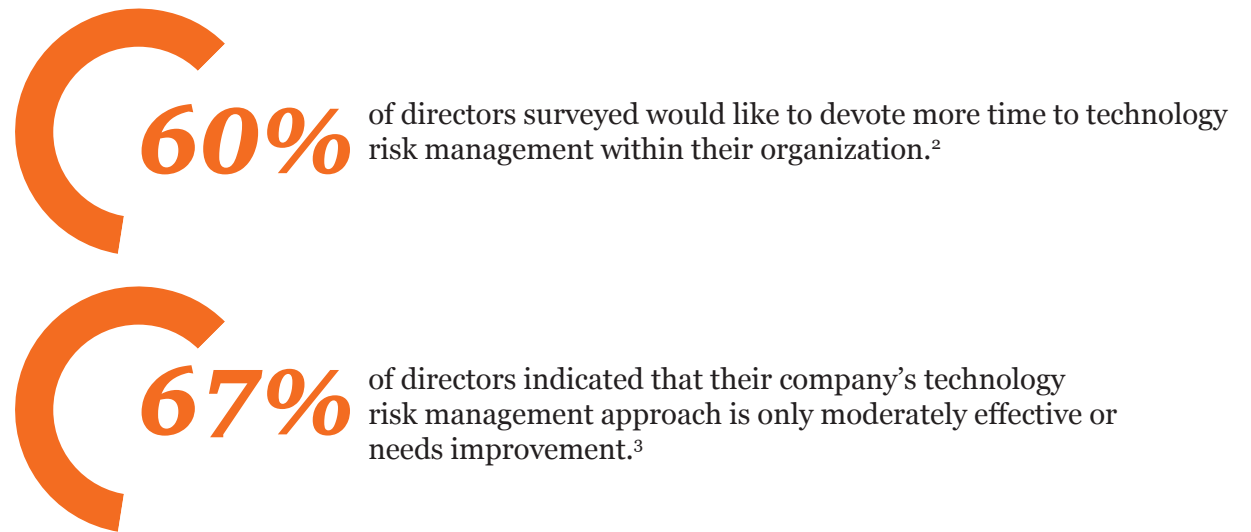 60%
of directors surveyed would like to devote more time to technology
risk management within their organization.²
67%
of directors indicated that their company’s technology
risk management approach is only moderately effective or
needs improvement.³